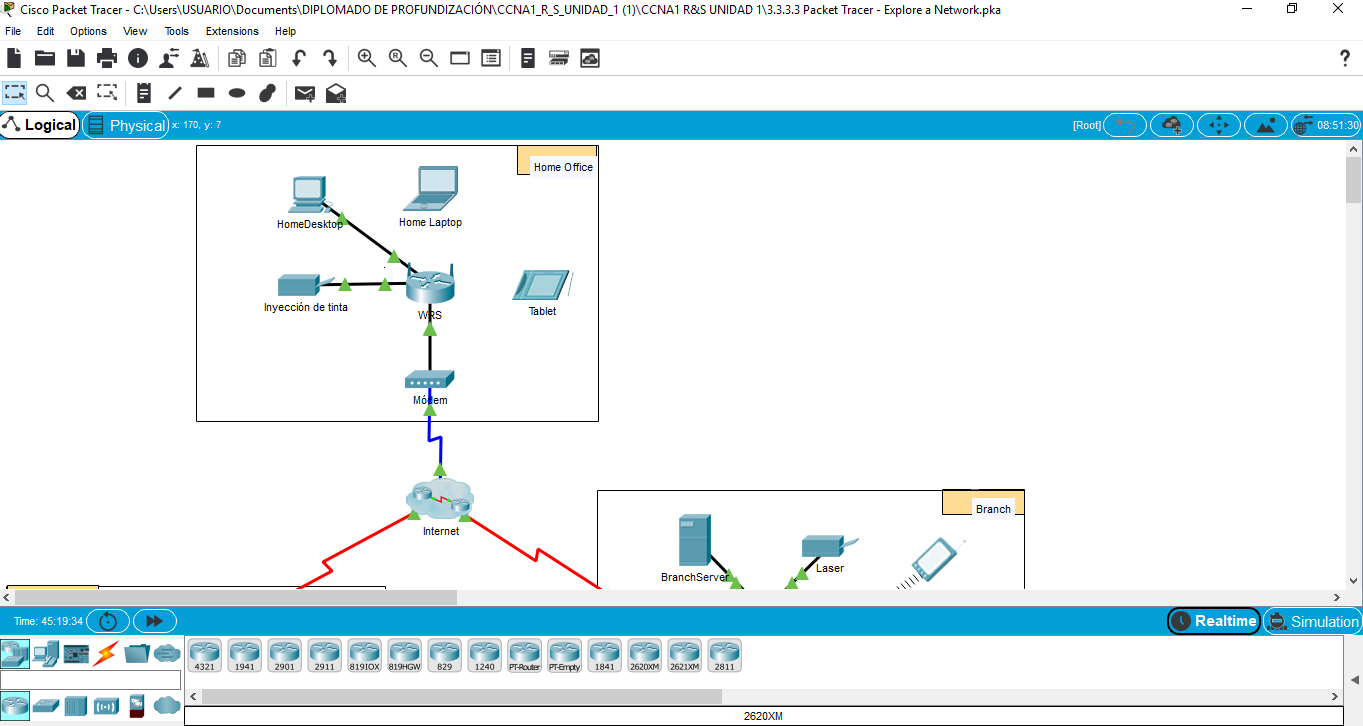 Cisco Packet Tracer - C:\Users\USUARIO\Documents\DIPLOMADO DE PROFUNDIZACIÓN\CCNA1_R_S_UNIDAD_1 (1)\CCNA1 R&S UNIDAD 1\3.3.3.3 Packet Tracer - Explore a Network.pka
File Edit Options View Tools Extensions Help
Logical Physical x: 170, y: 7 [Root] 08:51:30
Home Office
HomeDesktop
Home Laptop
Inyección de tinta
WRS
Tablet
Módem
Internet
Branch
BranchServer
Laser
Time: 45:19:34 Realtime Simulation
4321 1941 2901 2911 819IOX 819HGW 829 1240 PT-Router PT-Empty 1841 2620XM 2621XM 2811
2620XM